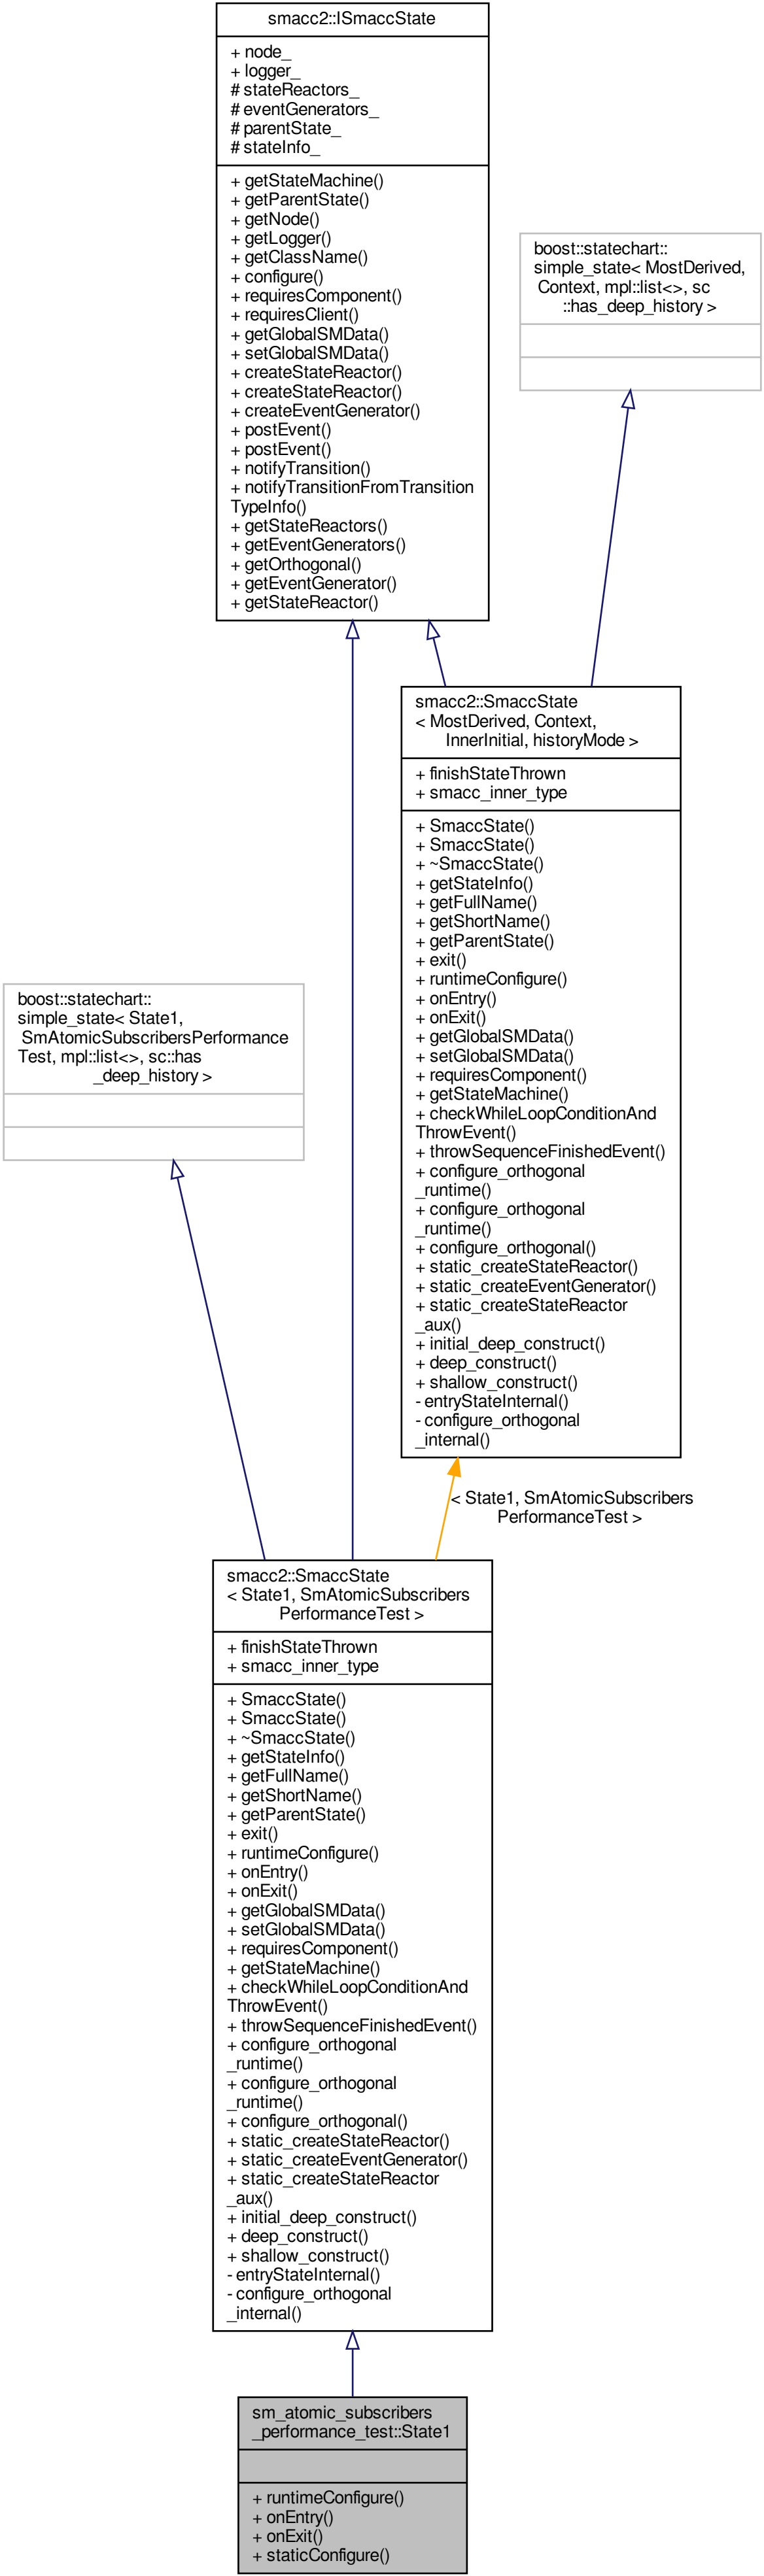 smacc2::ISmaccState
+ node_
+ logger_
# stateReactors_
# eventGenerators_
# parentState_
# stateInfo_
+ getStateMachine()
+ getParentState()
+ getNode()
+ getLogger()
+ getClassName()
+ configure()
+ requiresComponent()
+ requiresClient()
+ getGlobalSMData()
+ setGlobalSMData()
+ createStateReactor()
+ createStateReactor()
+ createEventGenerator()
+ postEvent()
+ postEvent()
+ notifyTransition()
+ notifyTransitionFromTransition
TypeInfo()
+ getStateReactors()
+ getEventGenerators()
+ getOrthogonal()
+ getEventGenerator()
+ getStateReactor()
boost::statechart::
simple_state< MostDerived,
Context, mpl::list<>, sc
::has_deep_history >
smacc2::SmaccState
< MostDerived, Context,
InnerInitial, historyMode >
+ finishStateThrown
+ smacc_inner_type
+ SmaccState()
+ SmaccState()
+ ~SmaccState()
+ getStateInfo()
+ getFullName()
+ getShortName()
+ getParentState()
+ exit()
+ runtimeConfigure()
+ onEntry()
+ onExit()
+ getGlobalSMData()
+ setGlobalSMData()
+ requiresComponent()
+ getStateMachine()
+ checkWhileLoopConditionAnd
ThrowEvent()
+ throwSequenceFinishedEvent()
+ configure_orthogonal
_runtime()
+ configure_orthogonal
_runtime()
+ configure_orthogonal()
+ static_createStateReactor()
+ static_createEventGenerator()
+ static_createStateReactor
_aux()
+ initial_deep_construct()
+ deep_construct()
+ shallow_construct()
- entryStateInternal()
- configure_orthogonal
_internal()
boost::statechart::
simple_state< State1,
SmAtomicSubscribersPerformance
Test, mpl::list<>, sc::has
_deep_history >
< State1, SmAtomicSubscribers
PerformanceTest >
smacc2::SmaccState
< State1, SmAtomicSubscribers
PerformanceTest >
+ finishStateThrown
+ smacc_inner_type
+ SmaccState()
+ SmaccState()
+ ~SmaccState()
+ getStateInfo()
+ getFullName()
+ getShortName()
+ getParentState()
+ exit()
+ runtimeConfigure()
+ onEntry()
+ onExit()
+ getGlobalSMData()
+ setGlobalSMData()
+ requiresComponent()
+ getStateMachine()
+ checkWhileLoopConditionAnd
ThrowEvent()
+ throwSequenceFinishedEvent()
+ configure_orthogonal
_runtime()
+ configure_orthogonal
_runtime()
+ configure_orthogonal()
+ static_createStateReactor()
+ static_createEventGenerator()
+ static_createStateReactor
_aux()
+ initial_deep_construct()
+ deep_construct()
+ shallow_construct()
- entryStateInternal()
- configure_orthogonal
_internal()
sm_atomic_subscribers
_performance_test::State1
+ runtimeConfigure()
+ onEntry()
+ onExit()
+ staticConfigure()